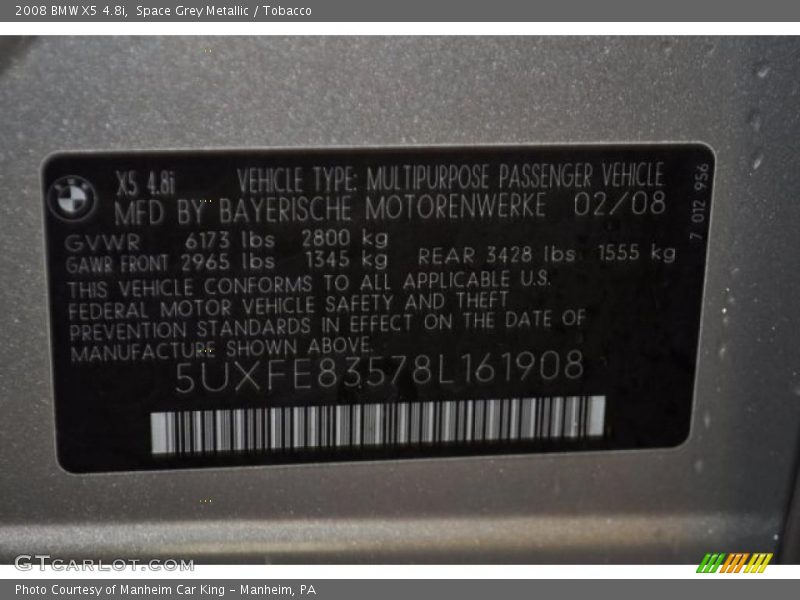 2008 BMW X5 4.8i, Space Grey Metallic / Tobacco
X5 4.8i VEHICLE TYPE: MULTIPURPOSE PASSENGER VEHICLE
MFD BY BAYERISCHE MOTORENWERKE 02/08
7 012 956
GVWR 6173 lbs 2800 kg
GAWR FRONT 2965 lbs 1345 kg REAR 3428 lbs 1555 kg
THIS VEHICLE CONFORMS TO ALL APPLICABLE U.S.
FEDERAL MOTOR VEHICLE SAFETY AND THEFT
PREVENTION STANDARDS IN EFFECT ON THE DATE OF
MANUFACTURE SHOWN ABOVE.
5UXFE83578L161908
GTCARLOT.COM
Photo Courtesy of Manheim Car King – Manheim, PA